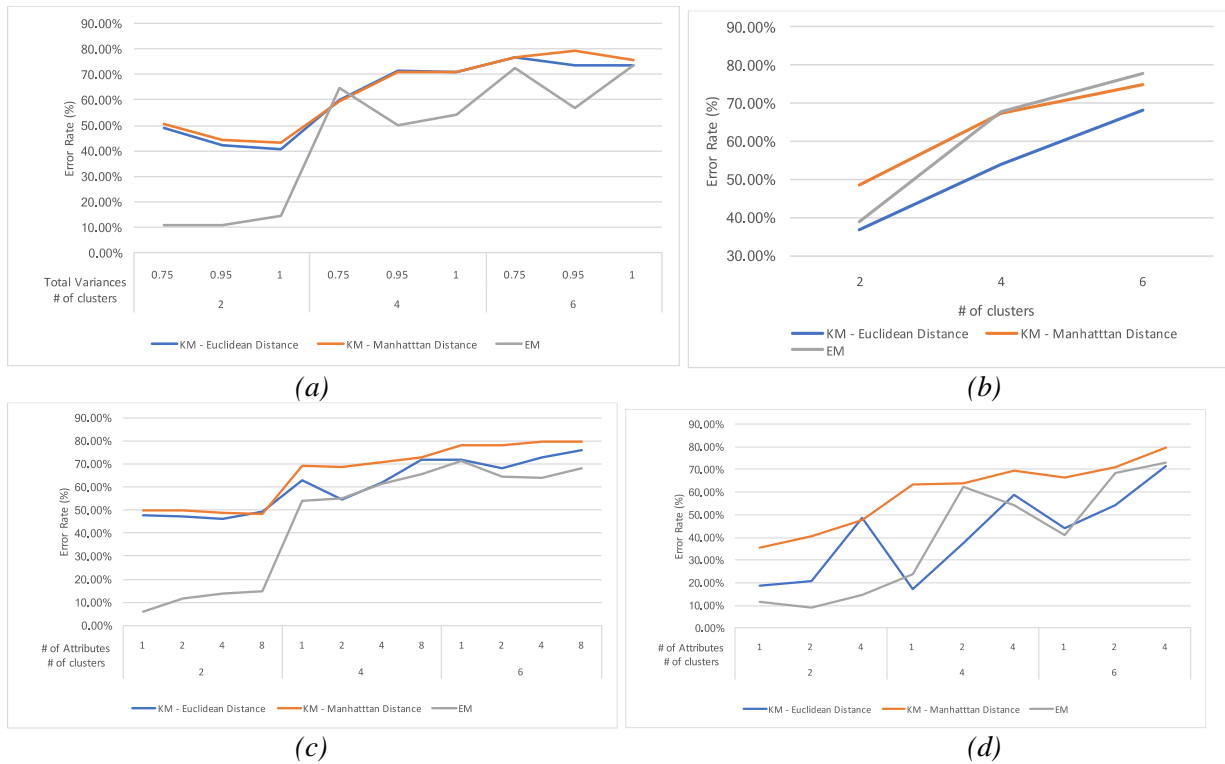 90.00%
80.00%
70.00%
60.00%
50.00%
40.00%
30.00%
20.00%
10.00%
0.00%
Error Rate (%)
0.75 0.95 1 0.75 0.95 1 0.75 0.95 1
Total Variances
2 4 6
# of clusters
KM - Euclidean Distance KM - Manhatttan Distance EM
(a)
90.00%
80.00%
70.00%
60.00%
50.00%
40.00%
30.00%
Error Rate (%)
2 4 6
# of clusters
KM - Euclidean Distance KM - Manhatttan Distance
EM
(b)
90.00%
80.00%
70.00%
60.00%
50.00%
40.00%
30.00%
20.00%
10.00%
0.00%
Error Rate (%)
# of Attributes 1 2 4 8 1 2 4 8 1 2 4 8
# of clusters 2 4 6
KM - Euclidean Distance KM - Manhatttan Distance EM
(c)
90.00%
80.00%
70.00%
60.00%
50.00%
40.00%
30.00%
20.00%
10.00%
0.00%
Error Rate (%)
# of Attributes 1 2 4 1 2 4 1 2 4
# of clusters 2 4 6
KM - Euclidean Distance KM - Manhatttan Distance EM
(d)